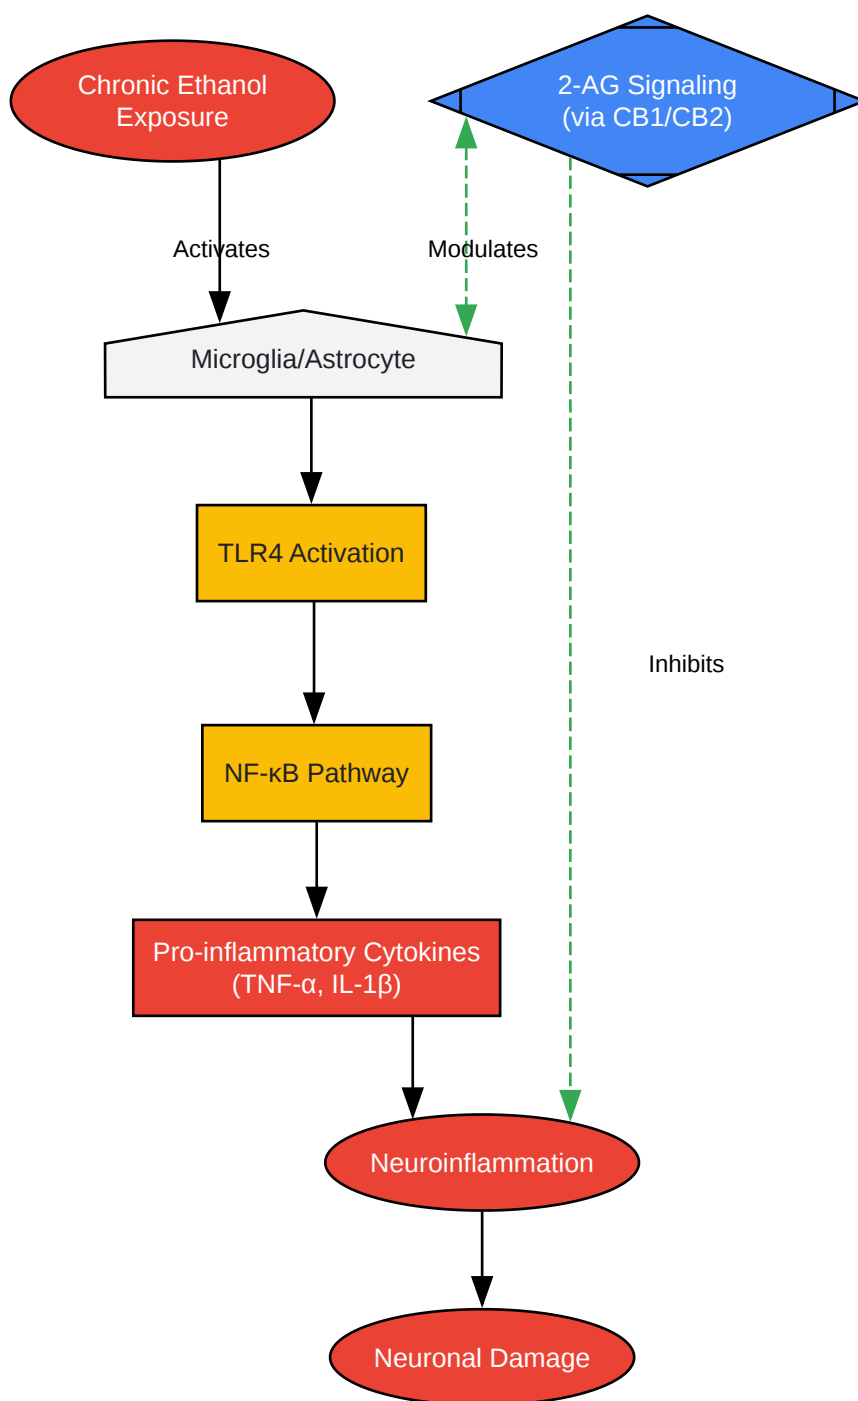 Chronic Ethanol
Exposure
2-AG Signaling
(via CB1/CB2)
Activates
Modulates
Microglia/Astrocyte
TLR4 Activation
Inhibits
NF-κB Pathway
Pro-inflammatory Cytokines
(TNF-α, IL-1β)
Neuroinflammation
Neuronal Damage